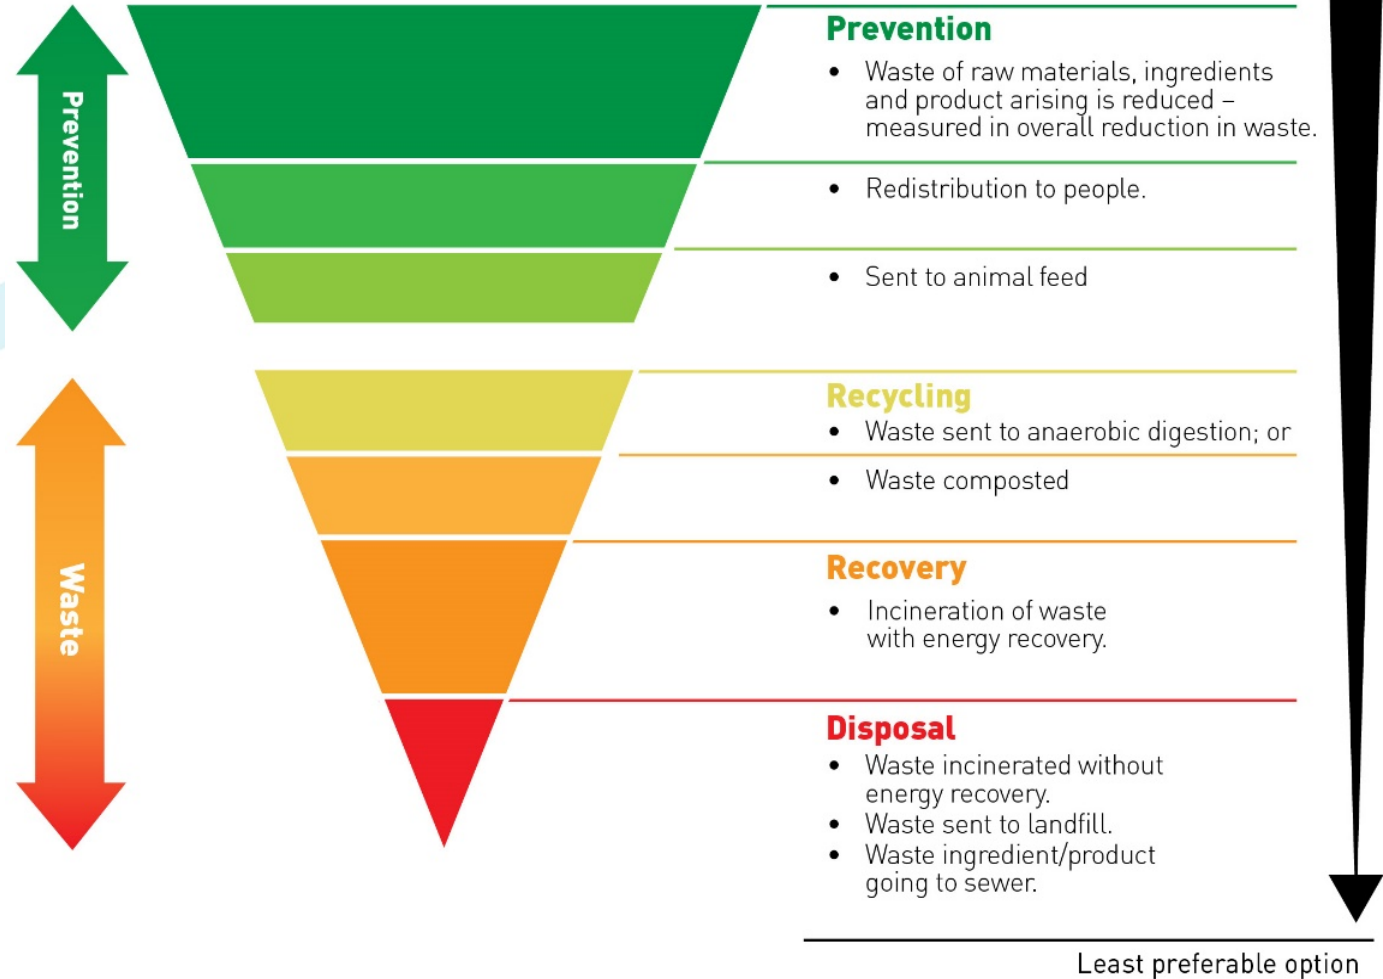 Prevention
Prevention
• Waste of raw materials, ingredients
and product arising is reduced –
measured in overall reduction in waste.
• Redistribution to people.
• Sent to animal feed
Waste
Recycling
• Waste sent to anaerobic digestion; or
• Waste composted
Recovery
• Incineration of waste
with energy recovery.
Disposal
• Waste incinerated without
energy recovery.
• Waste sent to landfill.
• Waste ingredient/product
going to sewer.
Least preferable option